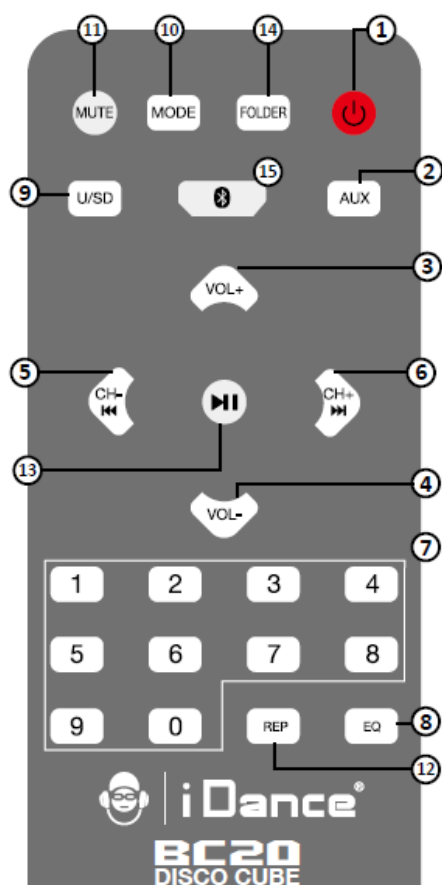 11 10 14 1
MUTE MODE FOLDER
15 2
9 U/SD AUX
3
VOL+
5 6
CH- CH+
13
4
VOL-
7
1 2 3 4
5 6 7 8
9 0 REP EQ 8
12
i Dance®
BC20
DISCO CUBE